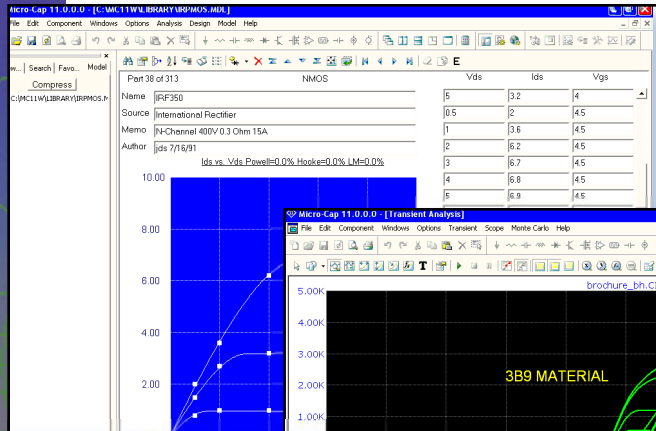 Micro-Cap 11.0.0.0 - [C:\MC11W\LIBRARY\IRPMOS.MDL]
File Edit Component Windows Options Analysis Design Model Help
Search Favo... Model
Compress
C:\MC11W\LIBRARY\IRPMOS.M
E
Part 38 of 313 NMOS Vds Ids Vgs
Name IRF350 5 3.2 4
Source International Rectifier 0.5 2 4.5
Memo N-Channel 400V 0.3 Ohm 15A 1 3.6 4.5
Author jds 7/16/91 2 6.2 4.5
Ids vs. Vds Powell=0.0% Hooke=0.0% LM=0.0% 3 6.7 4.5
10.00 4 6.8 4.5
5 6.9 4.5
8.00
6.00
4.00
2.00
Micro-Cap 11.0.0.0 - [Transient Analysis]
File Edit Component Windows Options Transient Scope Monte Carlo Help
T
brochure_bh.CI
5.00K
4.00K
3.00K
3B9 MATERIAL
2.00K
1.00K